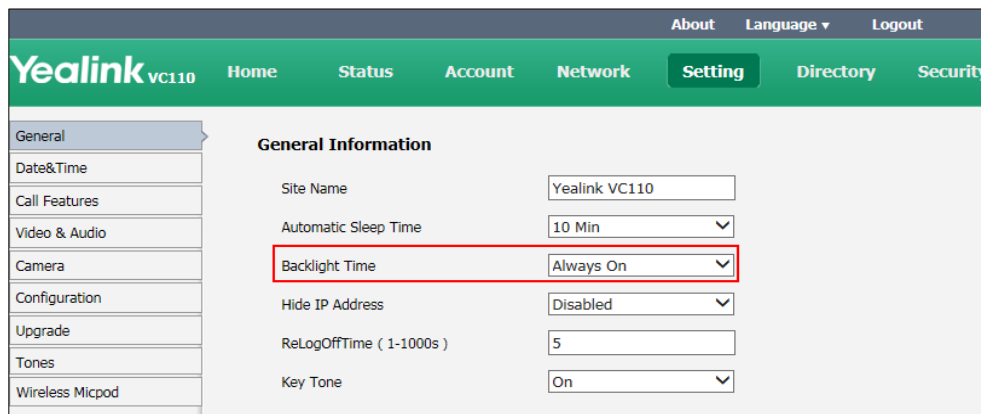 About Language ▾ Logout
Yealink VC110 Home Status Account Network Setting Directory Security
General
Date&Time
Call Features
Video & Audio
Camera
Configuration
Upgrade
Tones
Wireless Micpod
General Information
Site Name Yealink VC110
Automatic Sleep Time 10 Min
Backlight Time Always On
Hide IP Address Disabled
ReLogOffTime ( 1-1000s ) 5
Key Tone On